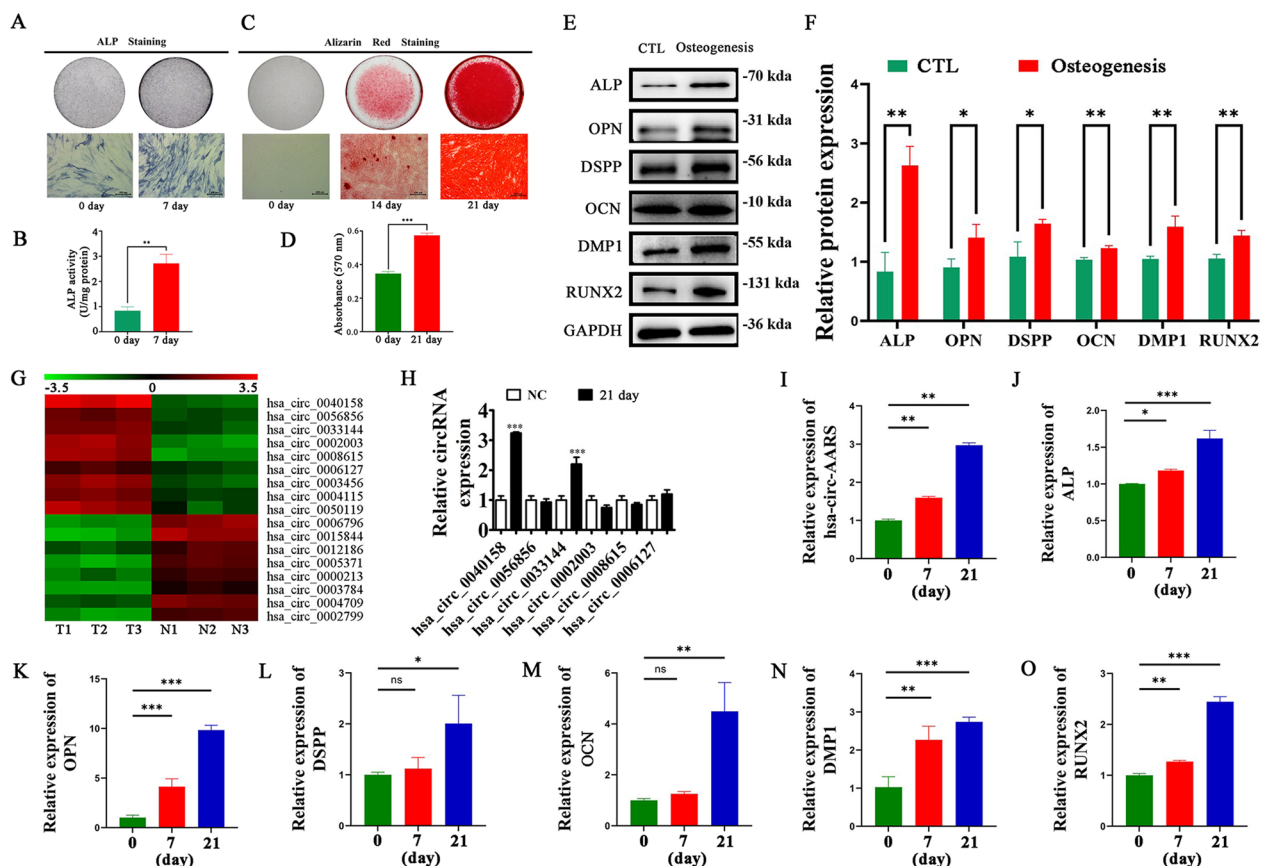 A
ALP Staining
0 day
7 day
C
Alizarin Red Staining
0 day
14 day
21 day
B
ALP activity
(U/mg protein)
4
3
2
1
0
**
0 day
7 day
D
Absorbance (570 nm)
0.6
0.4
0.2
0.0
***
0 day
21 day
E
CTL Osteogenesis
ALP
-70 kda
OPN
-31 kda
DSPP
-56 kda
OCN
-10 kda
DMP1
-55 kda
RUNX2
-131 kda
GAPDH
-36 kda
F
CTL
Osteogenesis
Relative protein expression
4
3
2
1
0
**
*
*
**
**
**
ALP
OPN
DSPP
OCN
DMP1
RUNX2
G
-3.5
0
3.5
hsa_circ_0040158
hsa_circ_0056856
hsa_circ_0033144
hsa_circ_0002003
hsa_circ_0008615
hsa_circ_0006127
hsa_circ_0003456
hsa_circ_0004115
hsa_circ_0050119
hsa_circ_0006796
hsa_circ_0015844
hsa_circ_0012186
hsa_circ_0005371
hsa_circ_0000213
hsa_circ_0003784
hsa_circ_0004709
hsa_circ_0002799
T1 T2 T3 N1 N2 N3
H
NC
21 day
Relative circRNA
expression
4
3
2
1
0
***
***
hsa_circ_0040158
hsa_circ_0056856
hsa_circ_0033144
hsa_circ_0002003
hsa_circ_0008615
hsa_circ_0006127
I
Relative expression of
hsa-circ-AARS
4
3
2
1
0
**
**
0 7 21
(day)
J
Relative expression of
ALP
2.0
1.5
1.0
0.5
0.0
***
*
0 7 21
(day)
K
Relative expression of
OPN
15
10
5
0
***
***
0 7 21
(day)
L
Relative expression of
DSPP
3
2
1
0
*
ns
0 7 21
(day)
M
Relative expression of
OCN
6
4
2
0
**
ns
0 7 21
(day)
N
Relative expression of
DMP1
4
3
2
1
0
***
**
0 7 21
(day)
O
Relative expression of
RUNX2
3
2
1
0
***
**
0 7 21
(day)